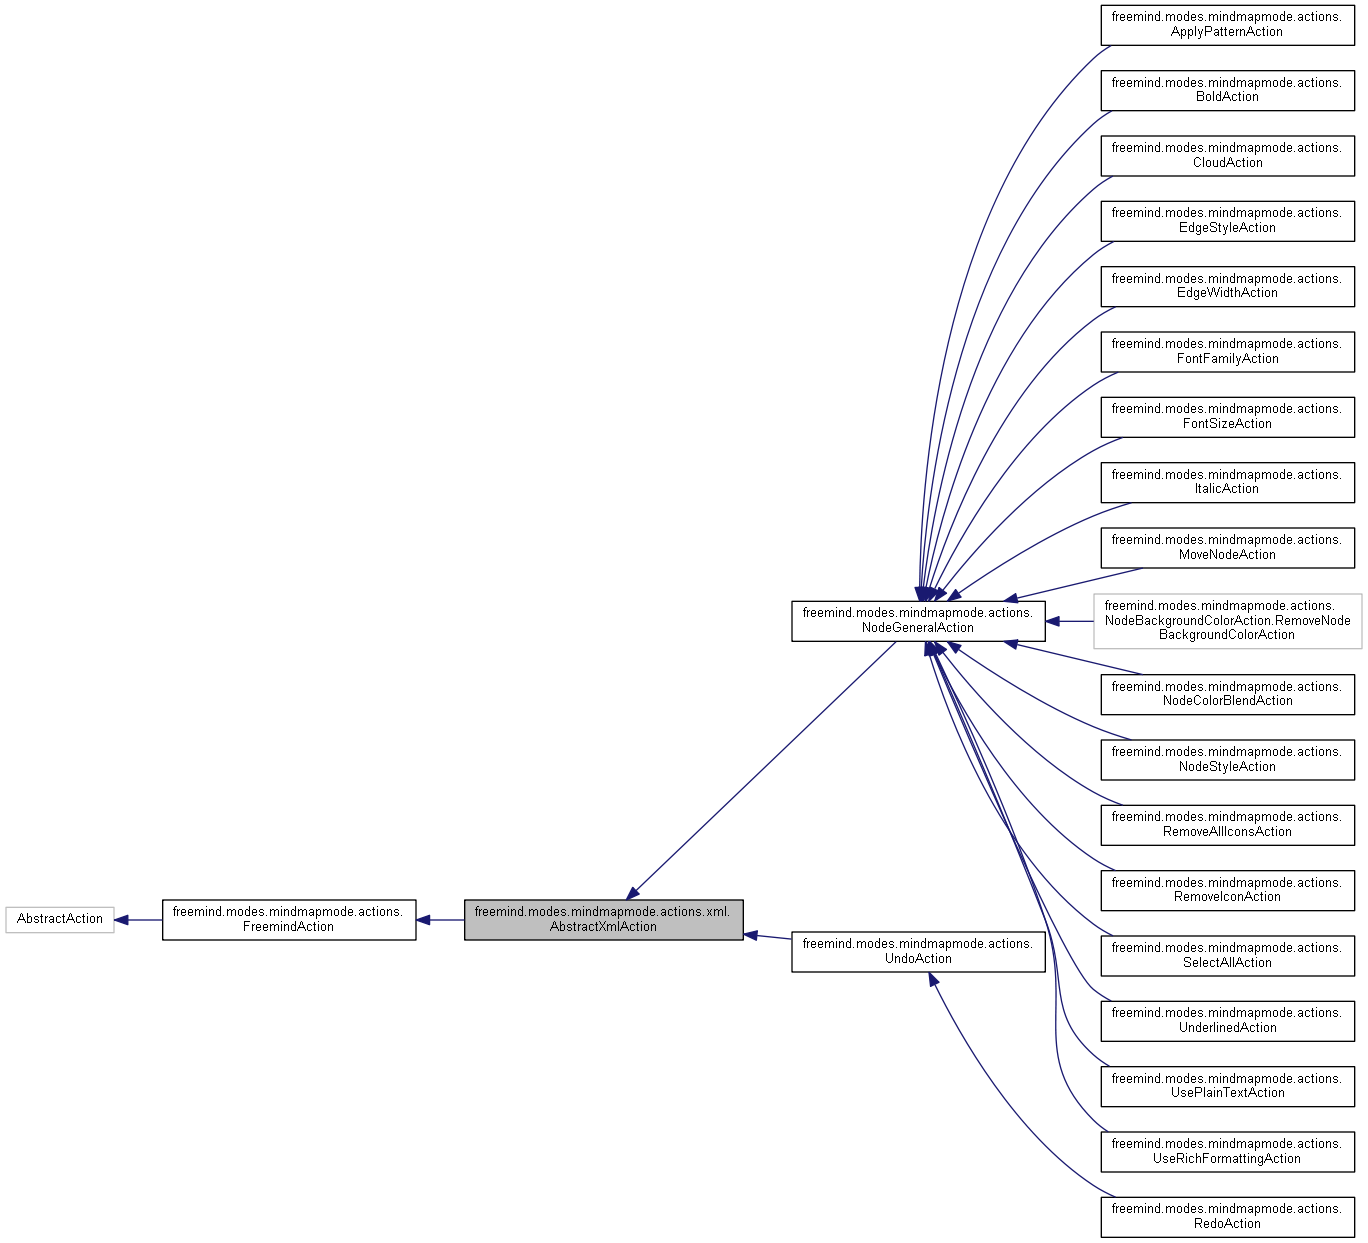 freemind.modes.mindmapmode.actions.
ApplyPatternAction
freemind.modes.mindmapmode.actions.
BoldAction
freemind.modes.mindmapmode.actions.
CloudAction
freemind.modes.mindmapmode.actions.
EdgeStyleAction
freemind.modes.mindmapmode.actions.
EdgeWidthAction
freemind.modes.mindmapmode.actions.
FontFamilyAction
freemind.modes.mindmapmode.actions.
FontSizeAction
freemind.modes.mindmapmode.actions.
ItalicAction
freemind.modes.mindmapmode.actions.
MoveNodeAction
freemind.modes.mindmapmode.actions.
NodeGeneralAction
freemind.modes.mindmapmode.actions.
NodeBackgroundColorAction.RemoveNode
BackgroundColorAction
freemind.modes.mindmapmode.actions.
NodeColorBlendAction
freemind.modes.mindmapmode.actions.
NodeStyleAction
freemind.modes.mindmapmode.actions.
RemoveAllIconsAction
freemind.modes.mindmapmode.actions.
RemoveIconAction
AbstractAction
freemind.modes.mindmapmode.actions.
FreemindAction
freemind.modes.mindmapmode.actions.xml.
AbstractXmlAction
freemind.modes.mindmapmode.actions.
UndoAction
freemind.modes.mindmapmode.actions.
SelectAllAction
freemind.modes.mindmapmode.actions.
UnderlinedAction
freemind.modes.mindmapmode.actions.
UsePlainTextAction
freemind.modes.mindmapmode.actions.
UseRichFormattingAction
freemind.modes.mindmapmode.actions.
RedoAction